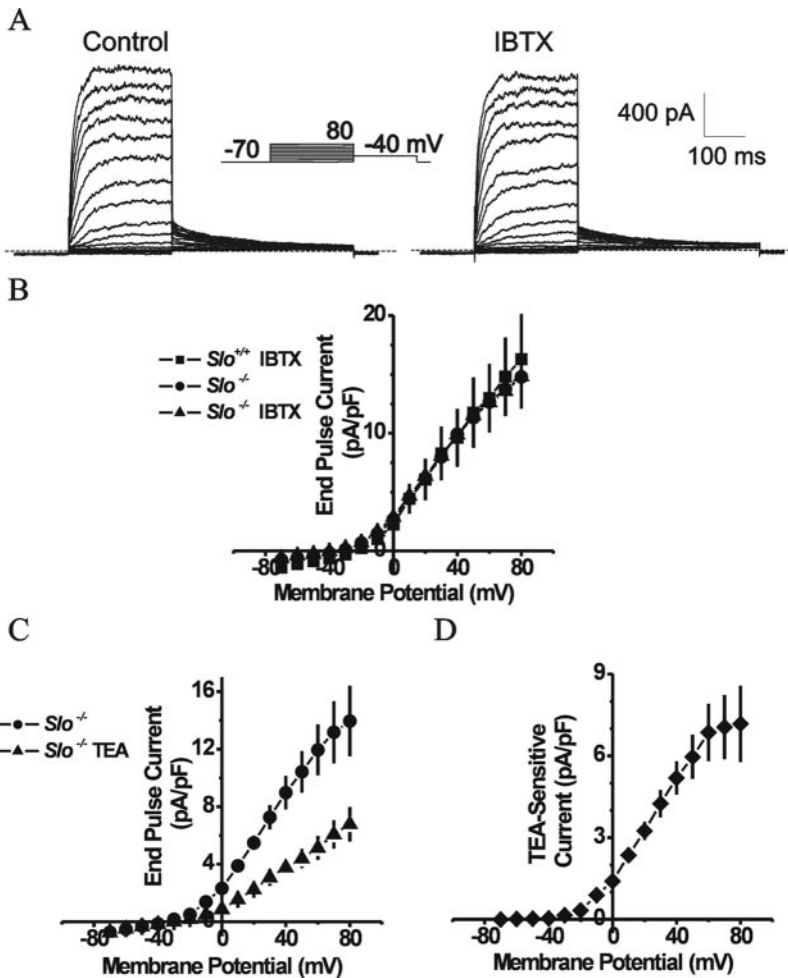 A
Control
IBTX
-70
80
-40 mV
400 pA
100 ms
B
Slo+/+ IBTX
Slo-/-
Slo-/- IBTX
End Pulse Current
(pA/pF)
20
10
0
-80
-40
0
40
80
Membrane Potential (mV)
C
Slo-/-
Slo-/- TEA
End Pulse Current
(pA/pF)
16
12
8
4
0
-80
-40
0
40
80
Membrane Potential (mV)
D
TEA-Sensitive
Current (pA/pF)
9
6
3
0
-80
-40
0
40
80
Membrane Potential (mV)